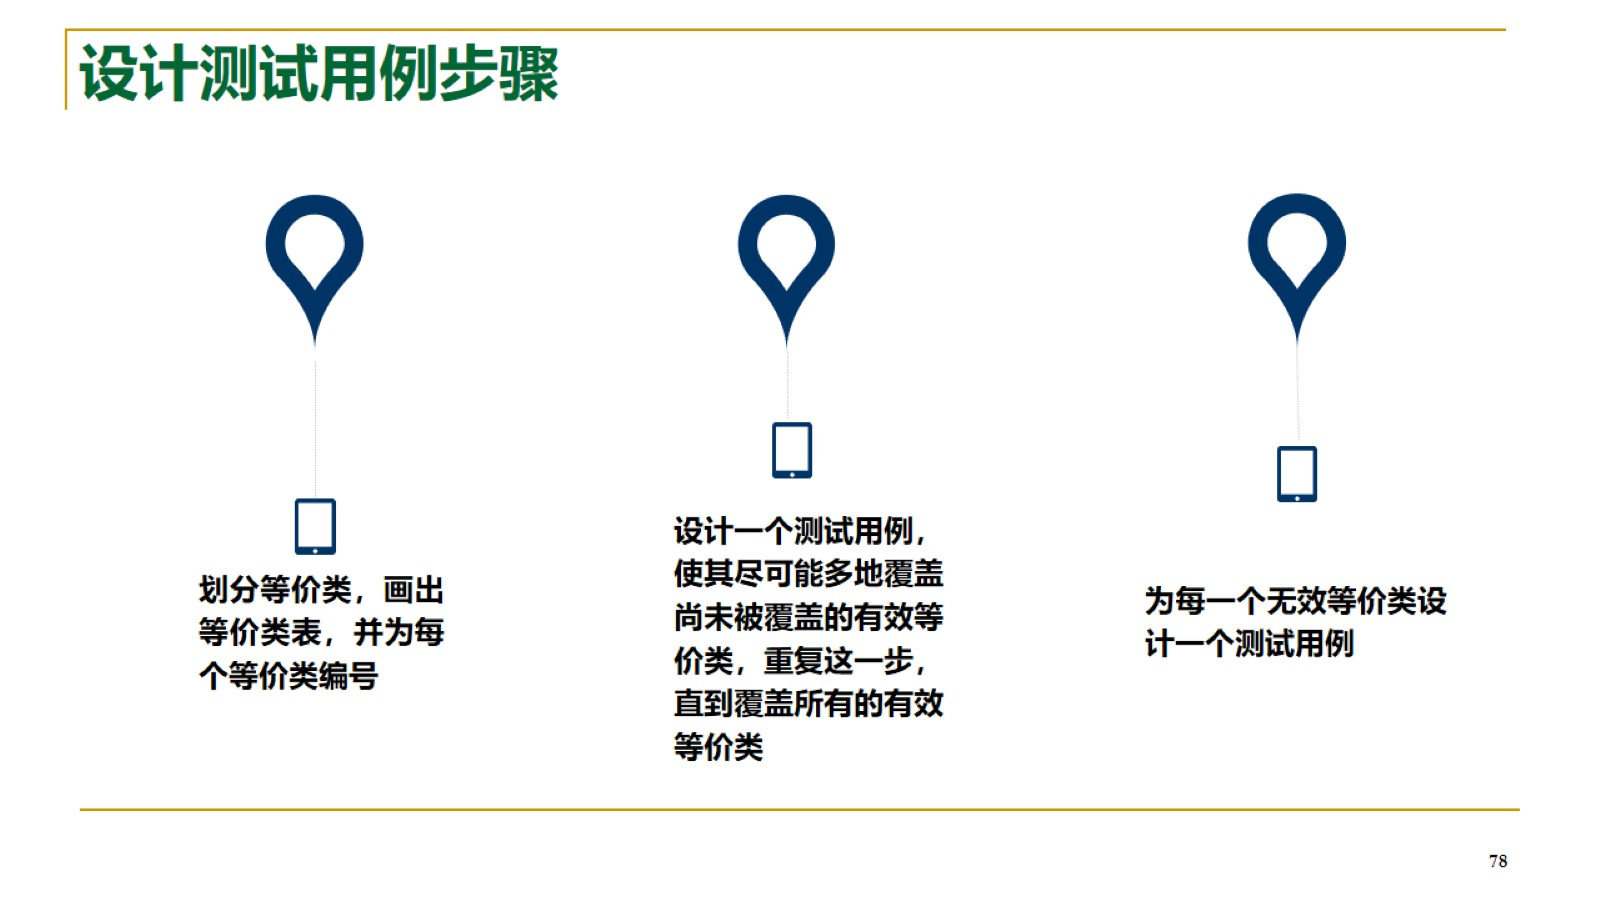 设计测试用例步骤
划分等价类，画出
等价类表，并为每
个等价类编号
设计一个测试用例，
使其尽可能多地覆盖
尚未被覆盖的有效等
价类，重复这一步，
直到覆盖所有的有效
等价类
为每一个无效等价类设
计一个测试用例
78